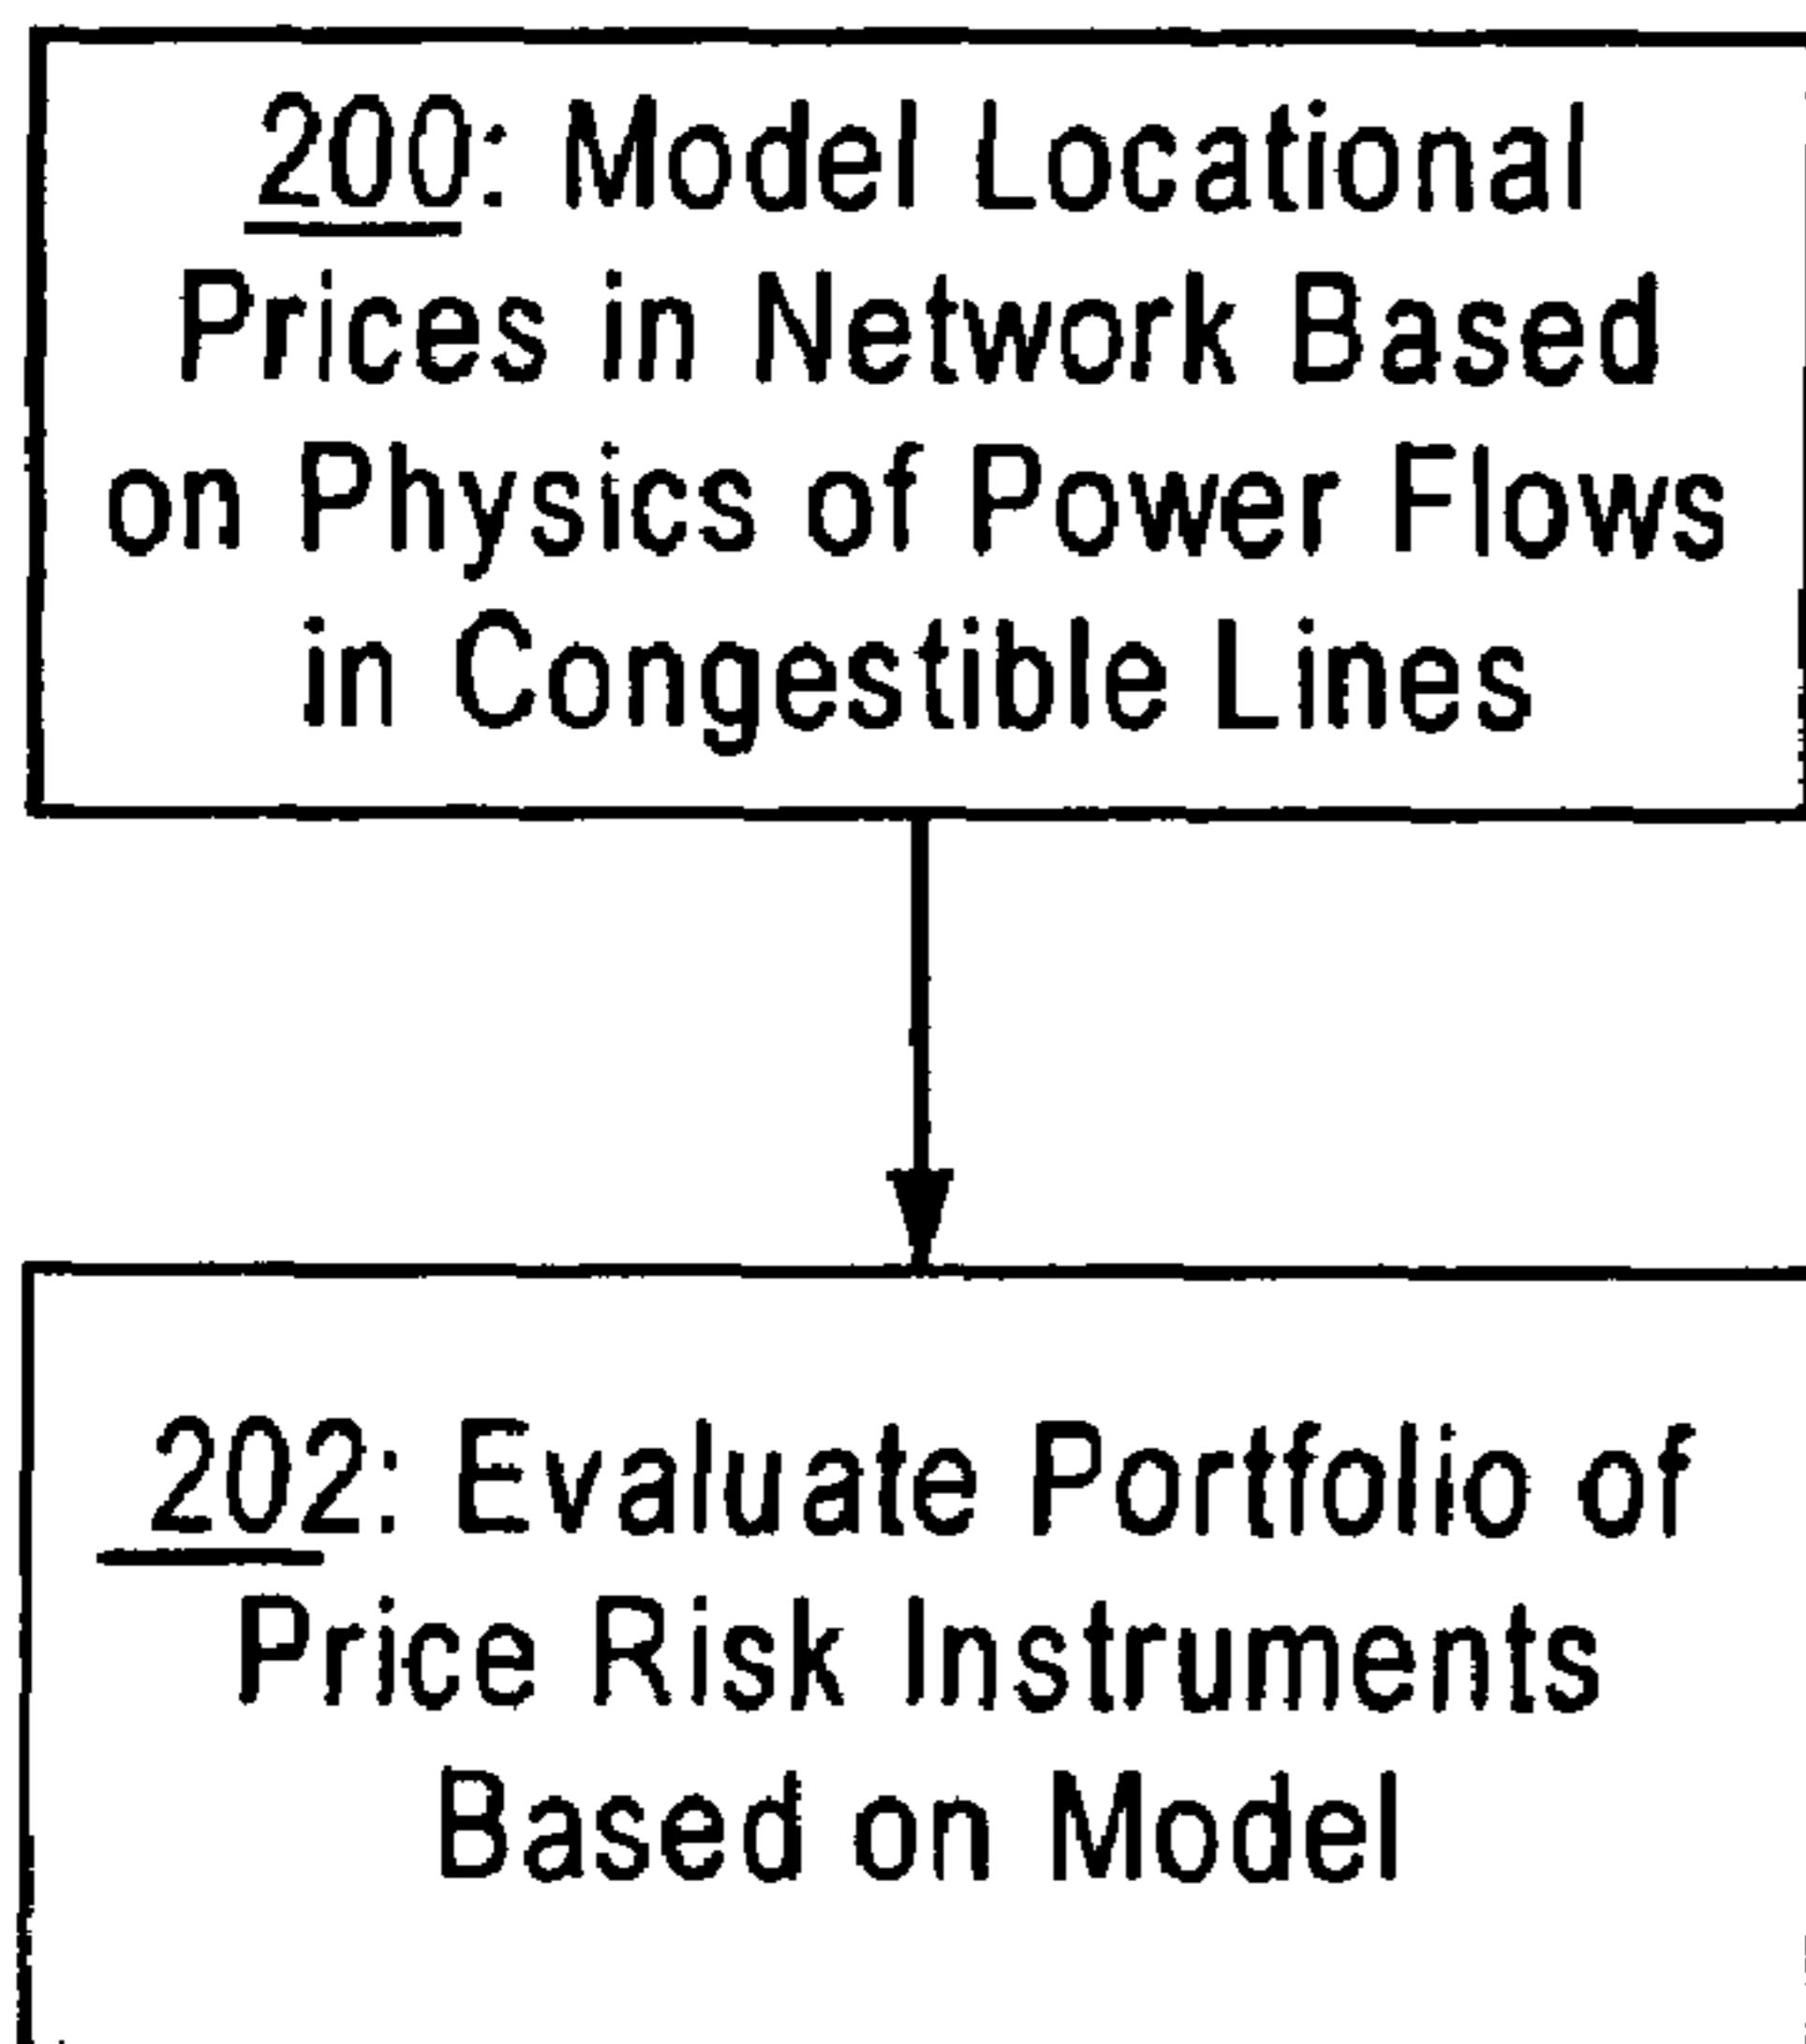 200: Model Locational
Prices in Network Based
on Physics of Power Flows
in Congestible Lines
202: Evaluate Portfolio of
Price Risk Instruments
Based on Model